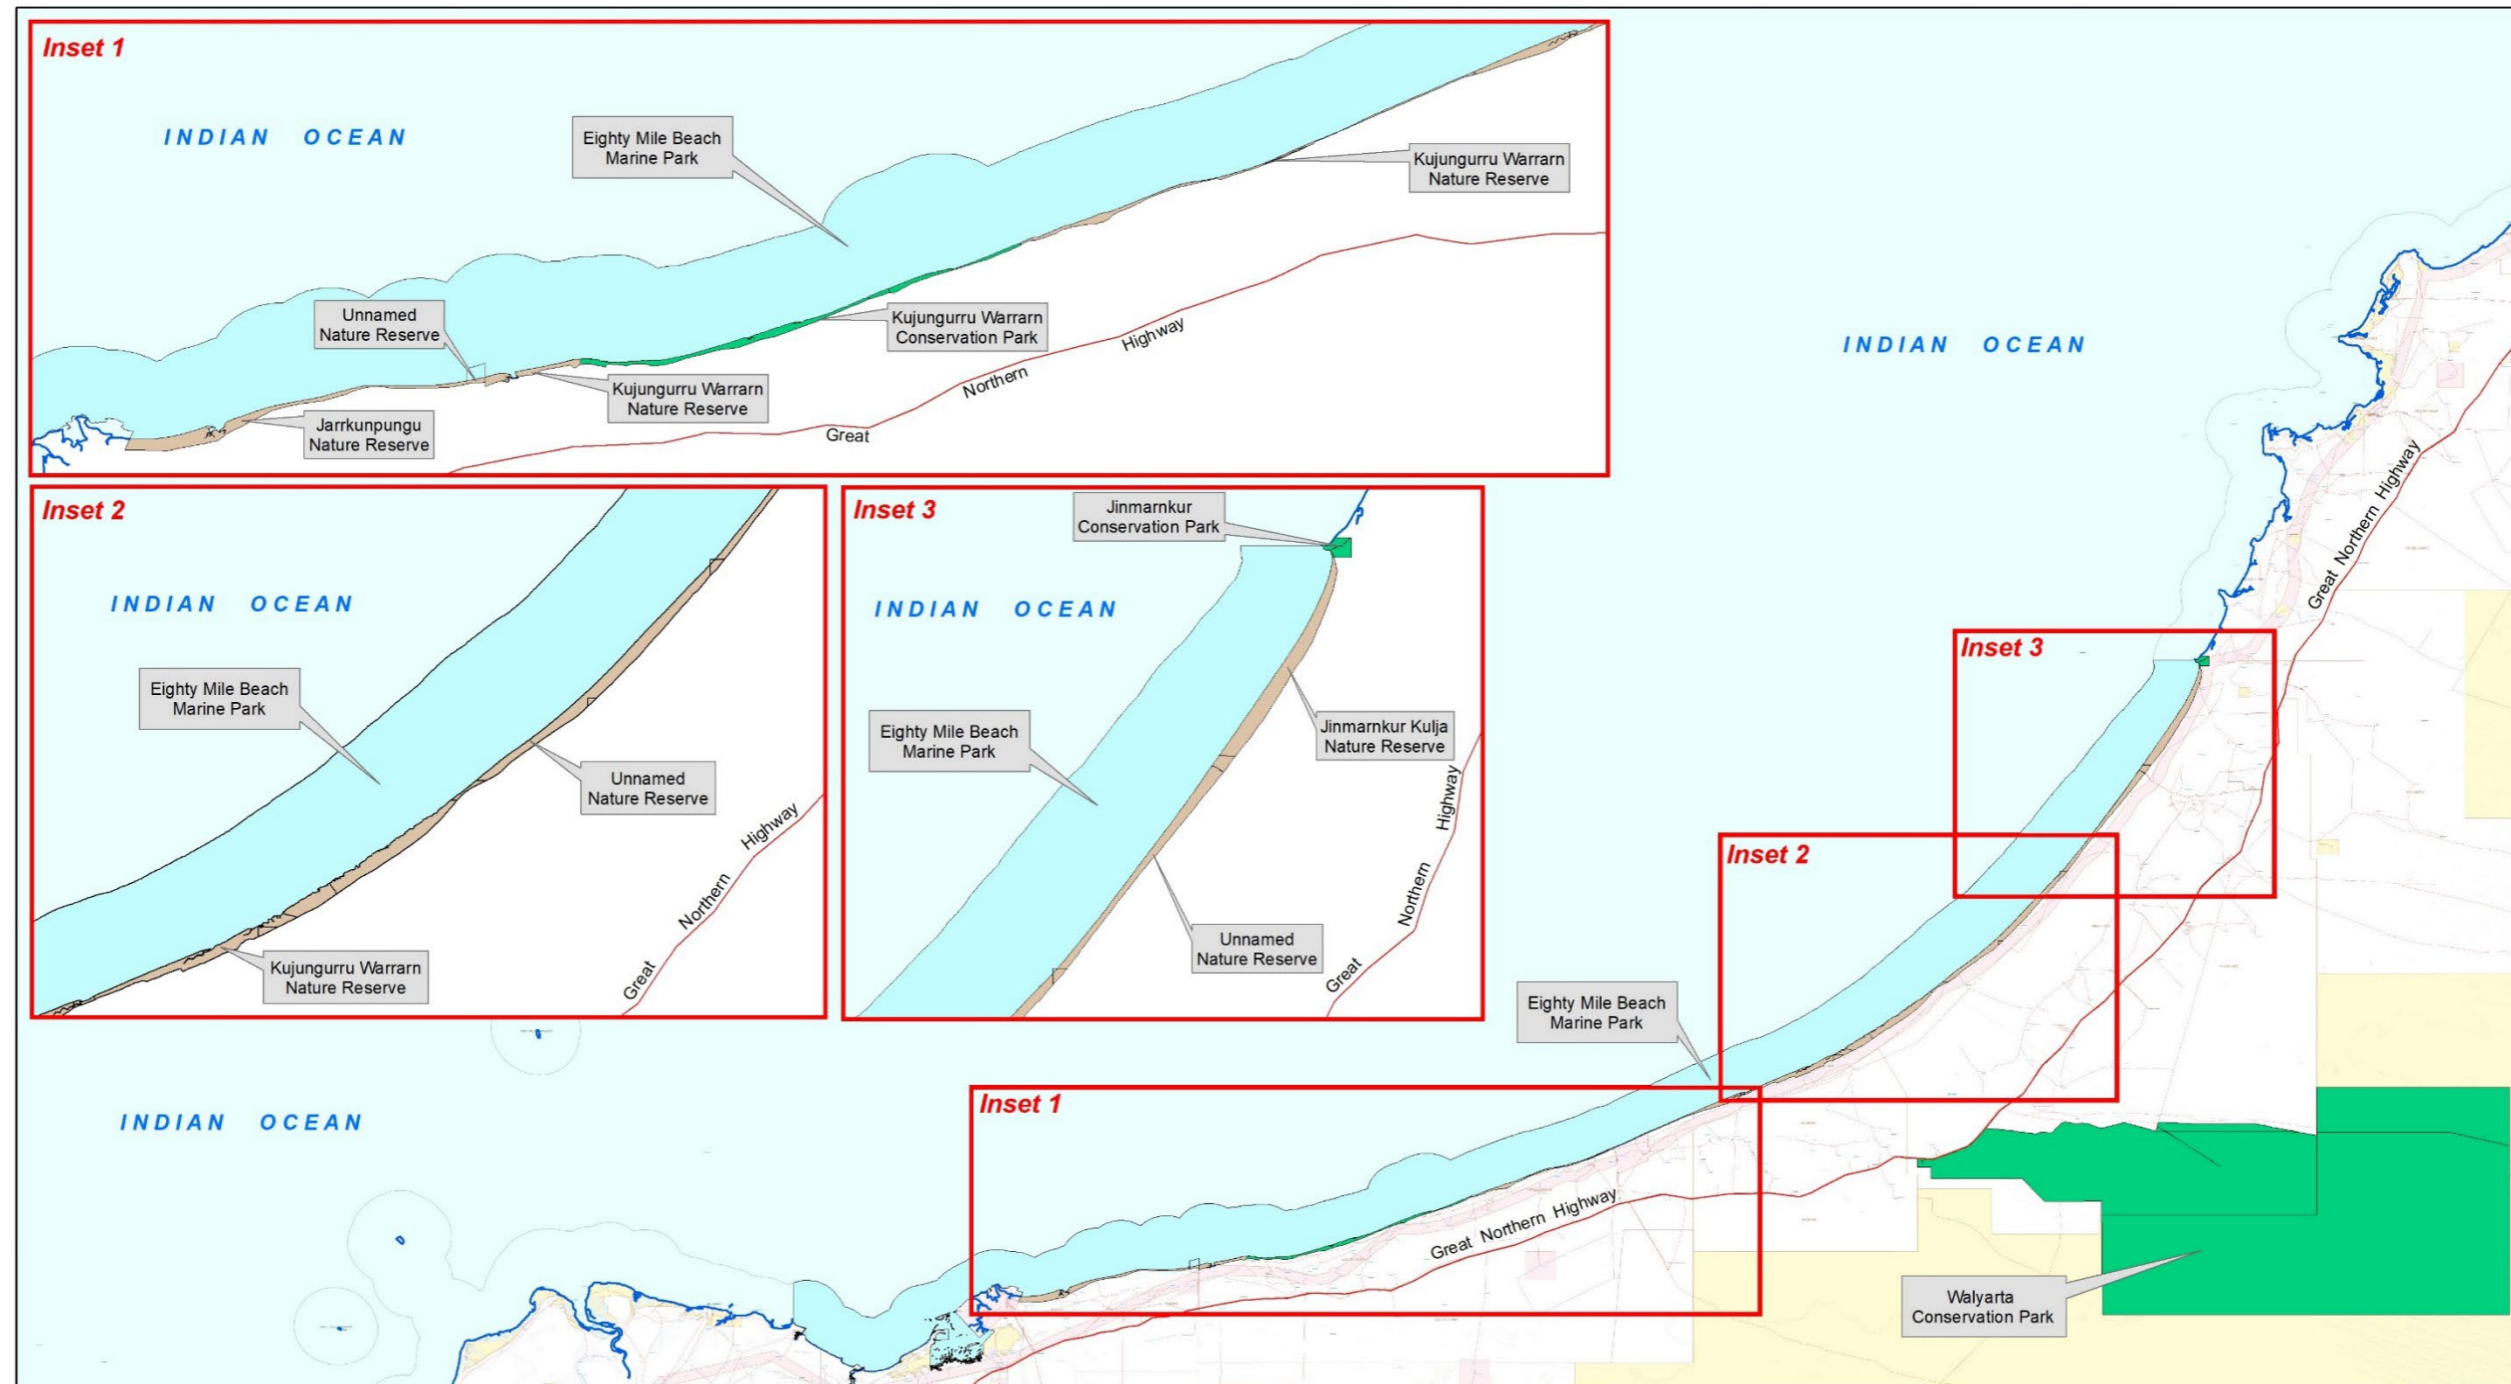 Inset 1
INDIAN OCEAN
Eighty Mile Beach
Marine Park
Kujungurru Warrarn
Nature Reserve
Unnamed
Nature Reserve
Kujungurru Warrarn
Conservation Park
Highway
Northern
Kujungurru Warrarn
Nature Reserve
Jarrkunpungu
Nature Reserve
Great
INDIAN OCEAN
Great Northern Highway
Inset 2
INDIAN OCEAN
Eighty Mile Beach
Marine Park
Unnamed
Nature Reserve
Highway
Northern
Great
Kujungurru Warrarn
Nature Reserve
Inset 3
Jinmarnkur
Conservation Park
INDIAN OCEAN
Eighty Mile Beach
Marine Park
Jinmarnkur Kulja
Nature Reserve
Highway
Northern
Great
Unnamed
Nature Reserve
Inset 3
Inset 2
Eighty Mile Beach
Marine Park
Inset 1
INDIAN OCEAN
Great Northern Highway
Walyarta
Conservation Park